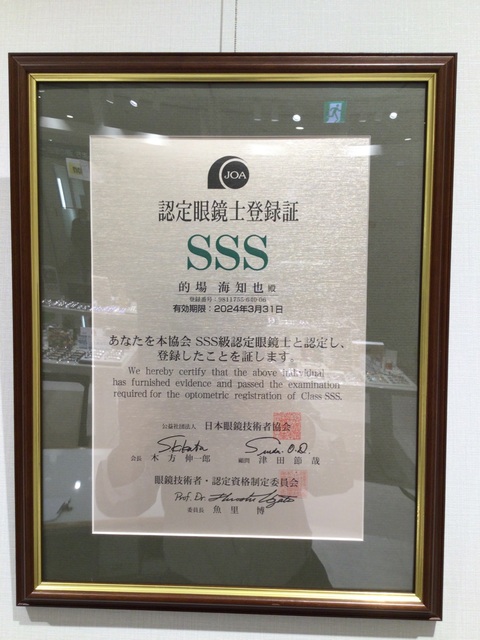 JOA
認定眼鏡士登録証
SSS
的場 海知也 殿
有効期限：2024年3月31日
あなたを本協会 SSS級認定眼鏡士と認定し、
登録したことを証します。
We hereby certify that the above individual
has furnished evidence and passed the examination
required for the optometric registration of Class SSS.
公益社団法人 日本眼鏡技術者協会
会長 木方伸一郎 顧問 津田節哉
眼鏡技術者・認定資格制定委員会
Prof. Dr.
委員長 魚里 博